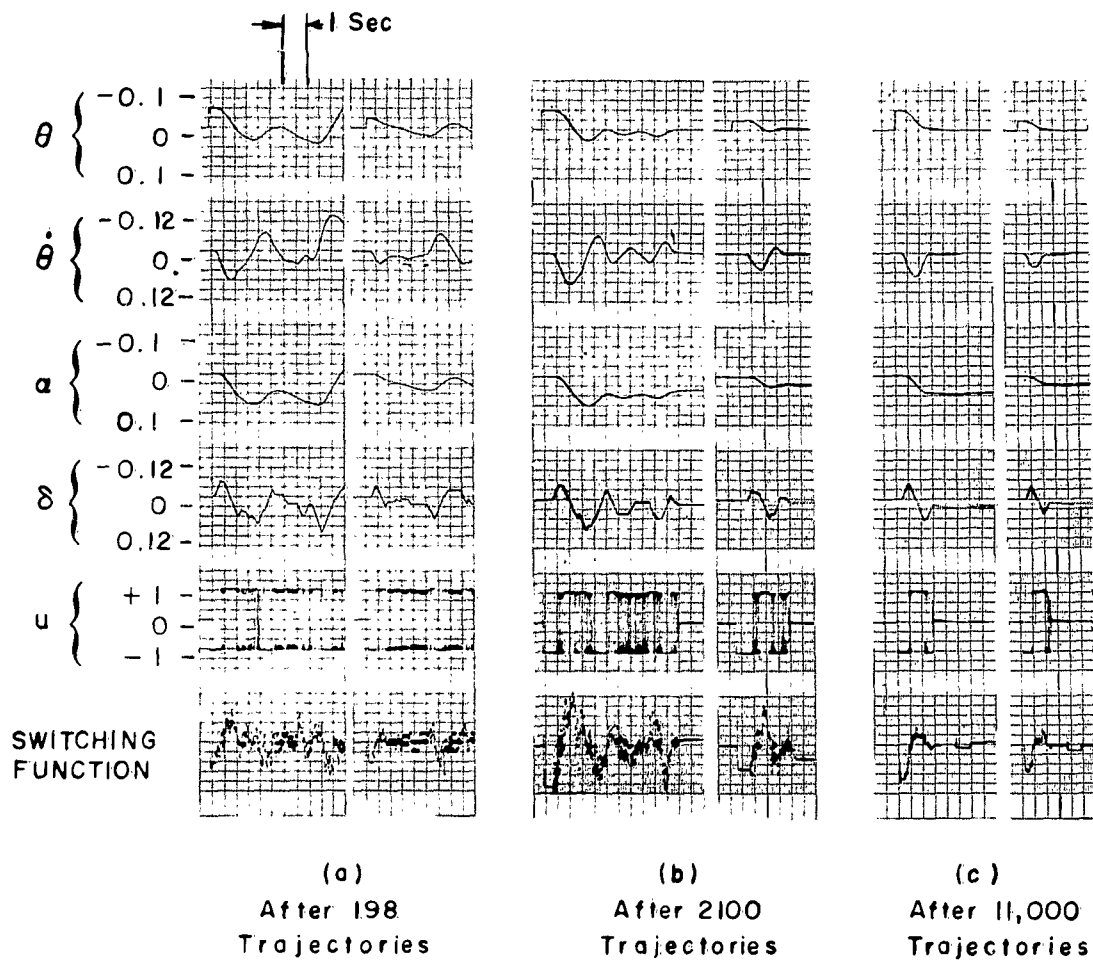 1 Sec
θ { -0.1
0
0.1
θ̇ { -0.12
0
0.12
α { -0.1
0
0.1
δ { -0.12
0
0.12
u { +1
0
-1
SWITCHING
FUNCTION
(a)
After 198
Trajectories
(b)
After 2100
Trajectories
(c)
After 11,000
Trajectories